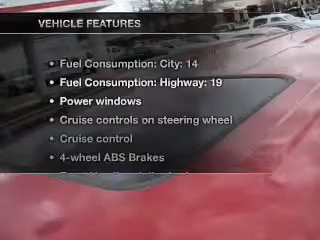 VEHICLE FEATURES
• Fuel Consumption: City: 14
• Fuel Consumption: Highway: 19
• Power windows
• Cruise controls on steering wheel
• Cruise control
• 4-wheel ABS Brakes